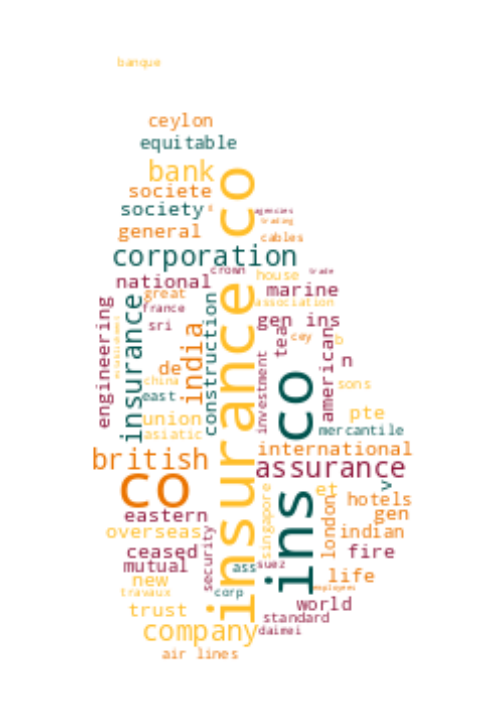 banque
ceylon
equitable
bank
societe
society
agencies
trading
general
cables
corporation
crown
trade
national
house
marine
great
association
france
gen ins
sri
engineering
insurance
construction
india
tea
cey
b
american
investment
n
de
china
east
sons
union
pte
asiatic
mercantile
insurance co
ins co
british
international
assurance
co
et
v
hotels
singapore
london
eastern
gen
overseas
indian
security
ceased
fire
mutual
ass
suez
new
life
travaux
corp
employees
trust
world
standard
company
daimei
air lines